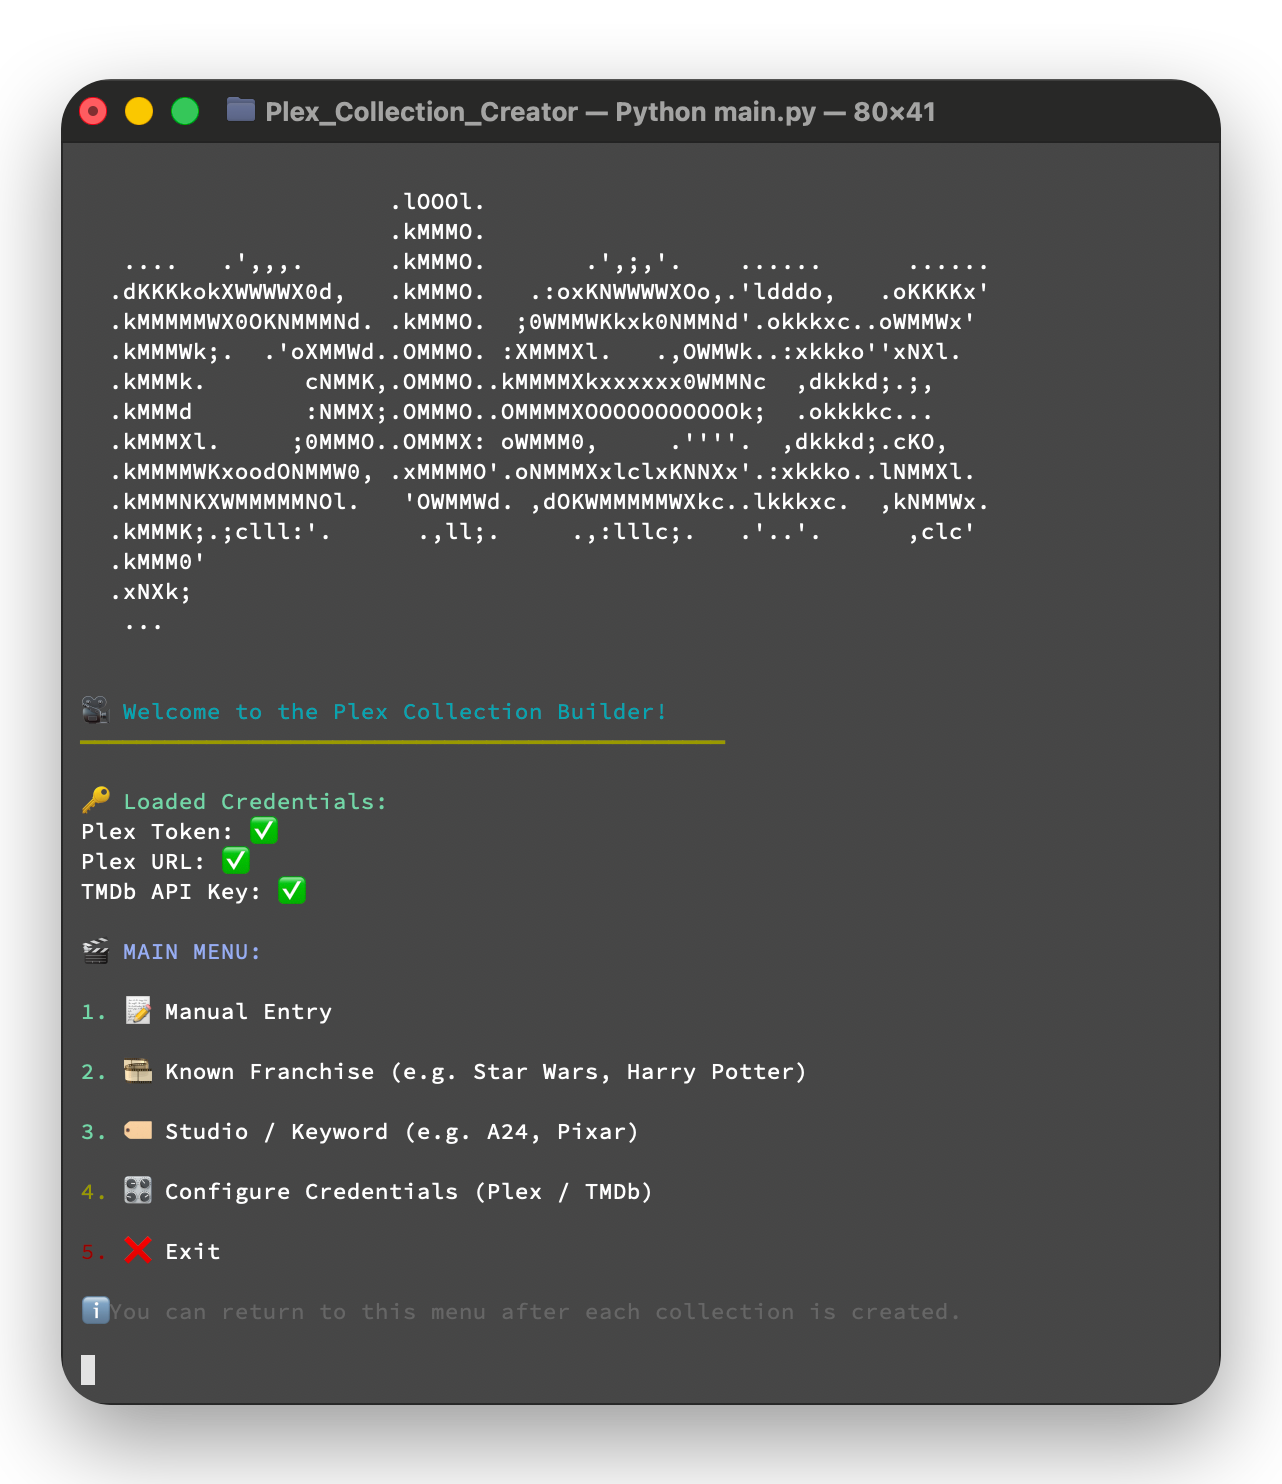 Plex_Collection_Creator — Python main.py — 80×41
                      .lOOOl.
                      .kMMMO.
   ....   .',,,.      .kMMMO.       .',;,'.    ......      ......
  .dKKKkokXWWWWX0d,   .kMMMO.   .:oxKNWWWWXOo,.'ldddo,   .oKKKKx'
  .kMMMMMWX0OKNMMMNd. .kMMMO.  ;0WMMWKkxk0NMMNd'.okkkxc..oWMMWx'
  .kMMMWk;.  .'oXMMWd..OMMMO. :XMMMXl.   .,OWMWk..:xkkko''xNXl.
  .kMMMk.       cNMMK,.OMMMO..kMMMMXkxxxxxx0WMMNc  ,dkkkd;.;,
  .kMMMd        :NMMX;.OMMMO..OMMMMXOOOOOOOOOOOk;  .okkkkc...
  .kMMMXl.     ;0MMMO..OMMMX: oWMMM0,     .''''.  ,dkkkd;.cKO,
  .kMMMMWKxoodONMMW0, .xMMMMO'.oNMMMXxlclxKNNXx'.:xkkko..lNMMXl.
  .kMMMNKXWMMMMMNOl.   'OWMMWd. ,dOKWMMMMMWXkc..lkkkxc.  ,kNMMWx.
  .kMMMK;.;clll:'.      .,ll;.     .,:lllc;.   .'..'.      ,clc'
  .kMMM0'
  .xNXk;
   ...
🎥 Welcome to the Plex Collection Builder!
🔑 Loaded Credentials:
Plex Token: ✅
Plex URL: ✅
TMDb API Key: ✅
🎬 MAIN MENU:
1. 📝 Manual Entry
2. 🗃 Known Franchise (e.g. Star Wars, Harry Potter)
3. 🏷 Studio / Keyword (e.g. A24, Pixar)
4. 🎛 Configure Credentials (Plex / TMDb)
5. ❌ Exit
ℹ️You can return to this menu after each collection is created.